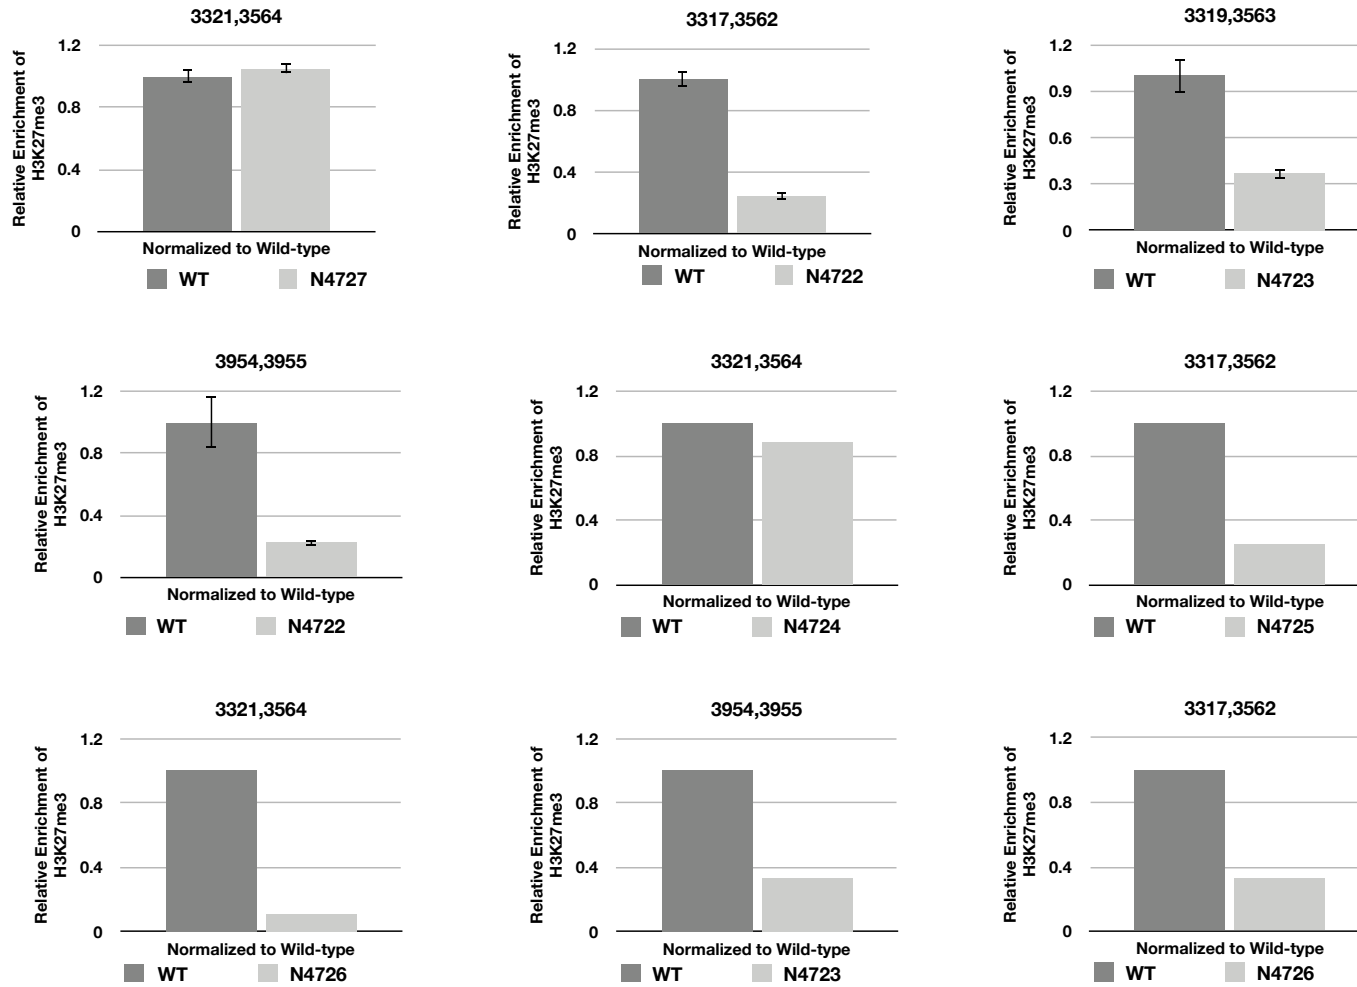 3321,3564
Relative Enrichment of
H3K27me3
1.2
0.8
0.4
0
Normalized to Wild-type
WT N4727
3317,3562
Relative Enrichment of
H3K27me3
1.2
0.8
0.4
0
Normalized to Wild-type
WT N4722
3319,3563
Relative Enrichment of
H3K27me3
1.2
0.9
0.6
0.3
0
Normalized to Wild-type
WT N4723
3954,3955
Relative Enrichment of
H3K27me3
1.2
0.8
0.4
0
Normalized to Wild-type
WT N4722
3321,3564
Relative Enrichment of
H3K27me3
1.2
0.8
0.4
0
Normalized to Wild-type
WT N4724
3317,3562
Relative Enrichment of
H3K27me3
1.2
0.8
0.4
0
Normalized to Wild-type
WT N4725
3321,3564
Relative Enrichment of
H3K27me3
1.2
0.8
0.4
0
Normalized to Wild-type
WT N4726
3954,3955
Relative Enrichment of
H3K27me3
1.2
0.8
0.4
0
Normalized to Wild-type
WT N4723
3317,3562
Relative Enrichment of
H3K27me3
1.2
0.8
0.4
0
Normalized to Wild-type
WT N4726